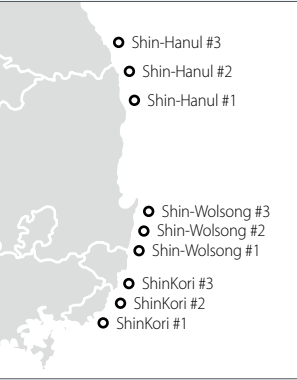 Shin-Hanul #3
Shin-Hanul #2
Shin-Hanul #1
Shin-Wolsong #3
Shin-Wolsong #2
Shin-Wolsong #1
ShinKori #3
ShinKori #2
ShinKori #1